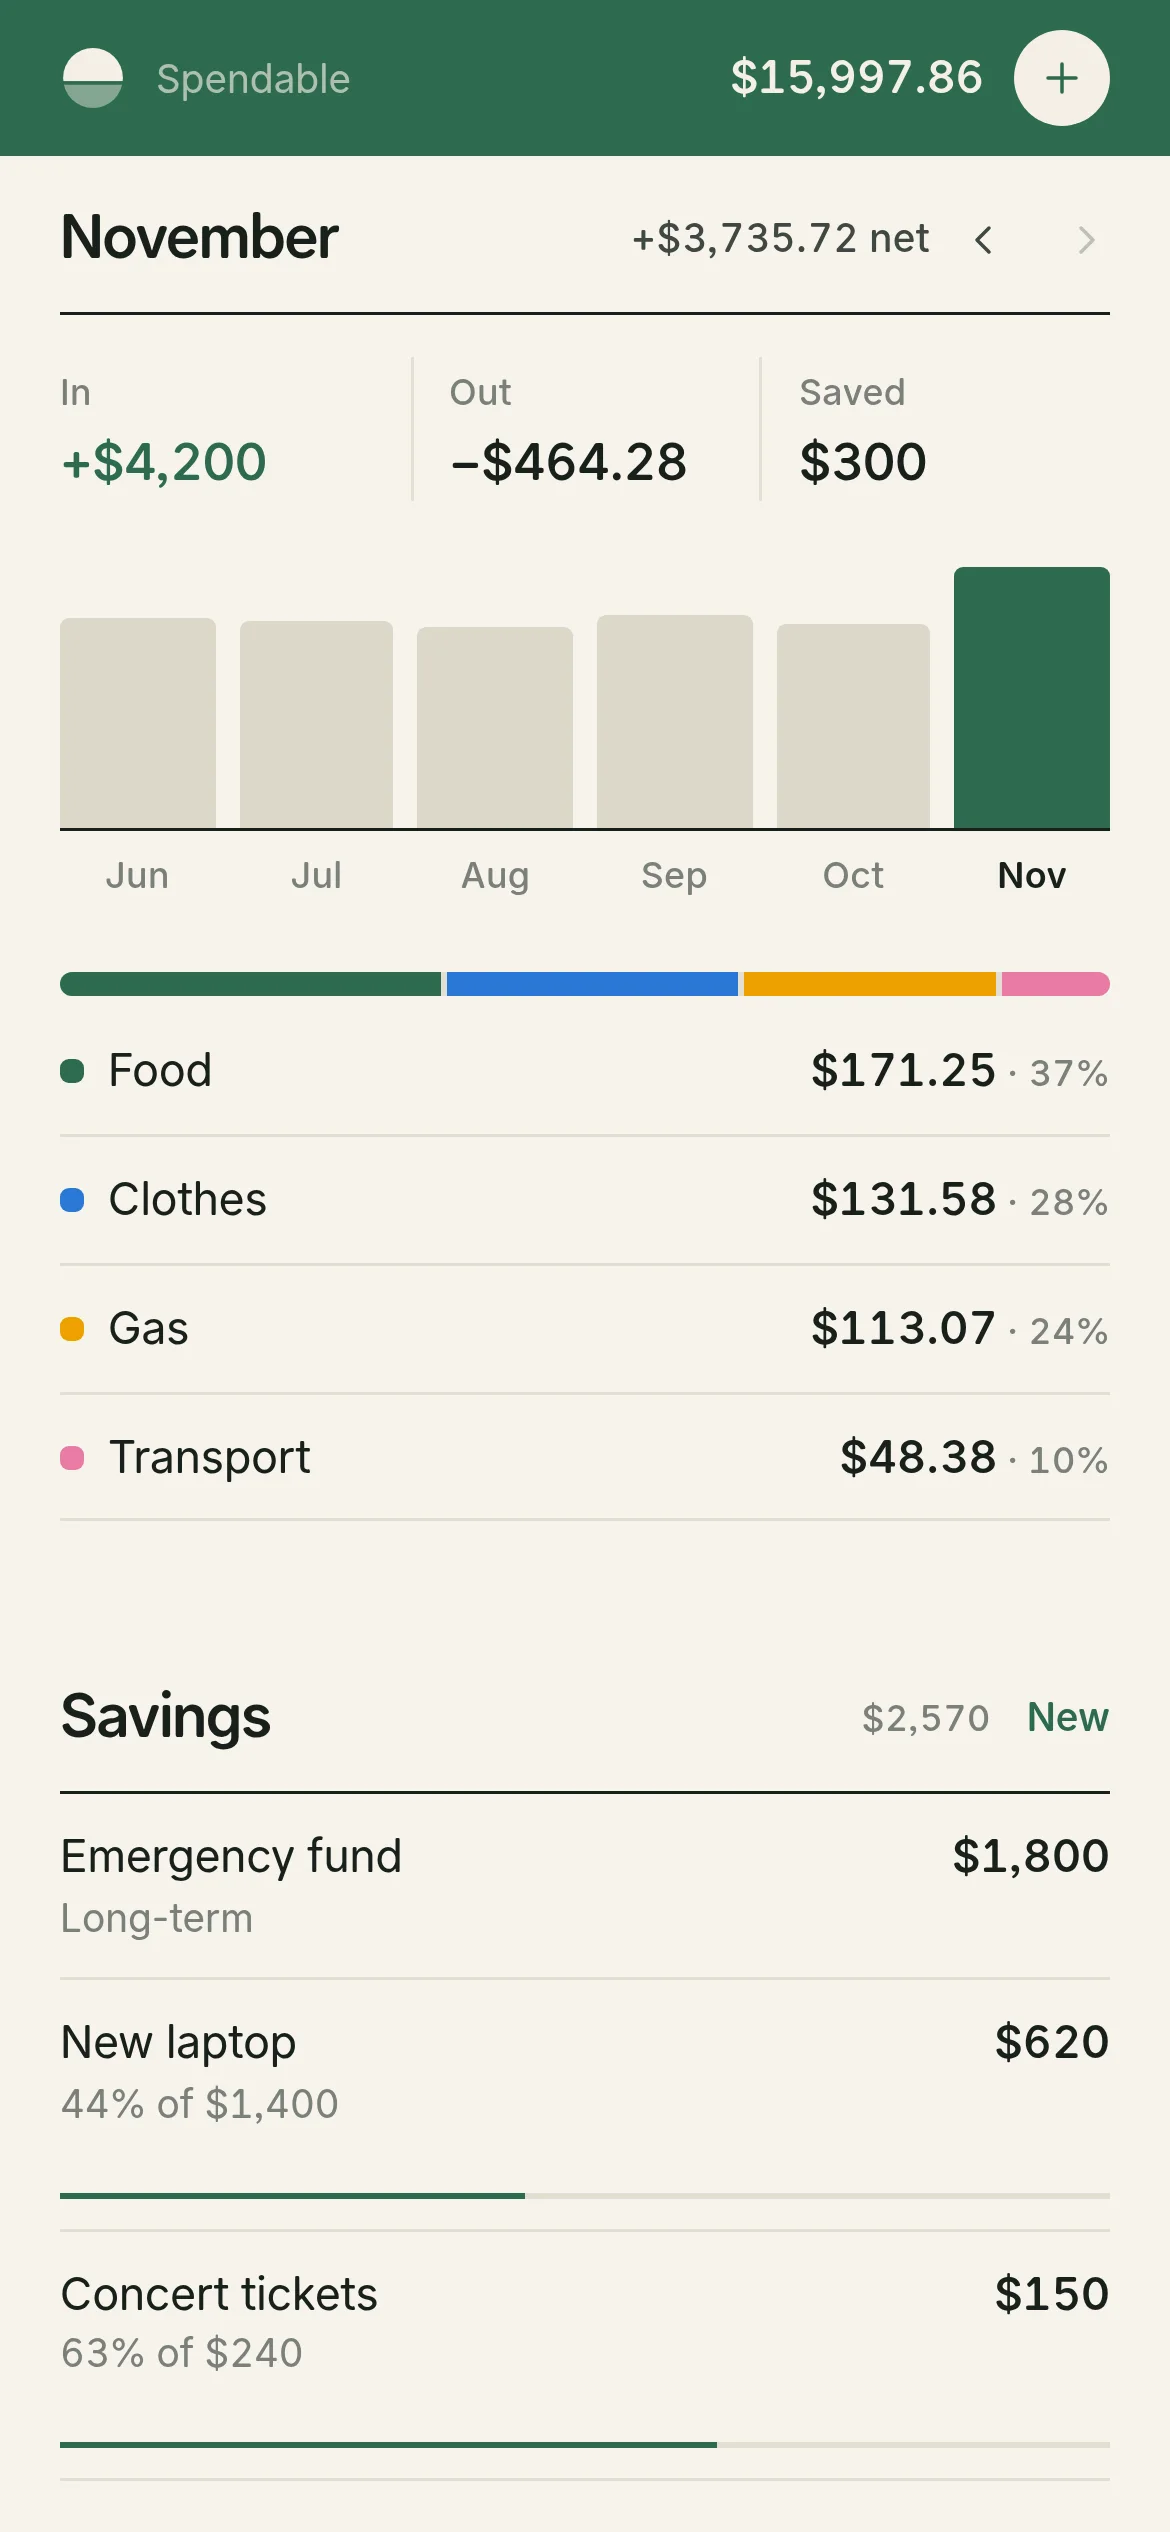 Spendable $15,997.86 +
November +$3,735.72 net
In Out Saved
+$4,200 –$464.28 $300
Jun Jul Aug Sep Oct Nov
Food $171.25 · 37%
Clothes $131.58 · 28%
Gas $113.07 · 24%
Transport $48.38 · 10%
Savings $2,570 New
Emergency fund $1,800
Long-term
New laptop $620
44% of $1,400
Concert tickets $150
63% of $240